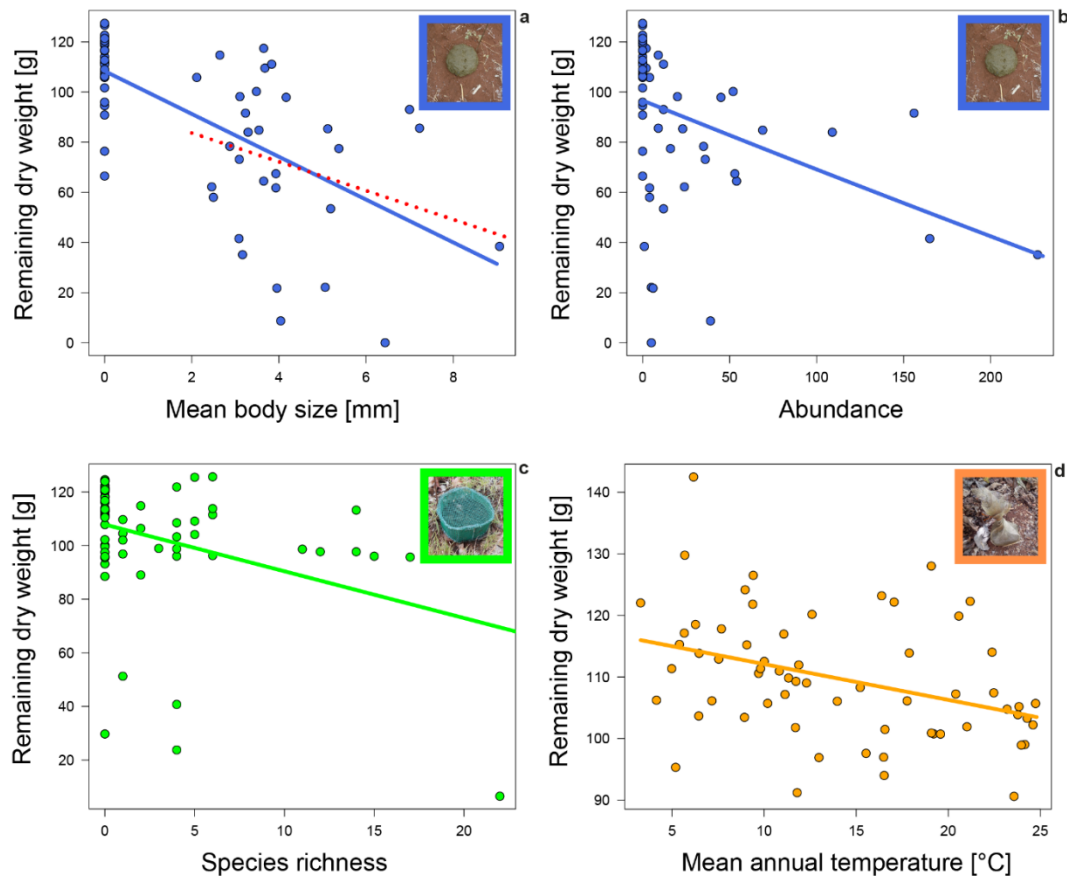 a
Remaining dry weight [g]
120
100
80
60
40
20
0
0 2 4 6 8
Mean body size [mm]
b
Remaining dry weight [g]
120
100
80
60
40
20
0
0 50 100 150 200
Abundance
c
Remaining dry weight [g]
120
100
80
60
40
20
0 5 10 15 20
Species richness
d
Remaining dry weight [g]
140
130
120
110
100
90
5 10 15 20 25
Mean annual temperature [°C]